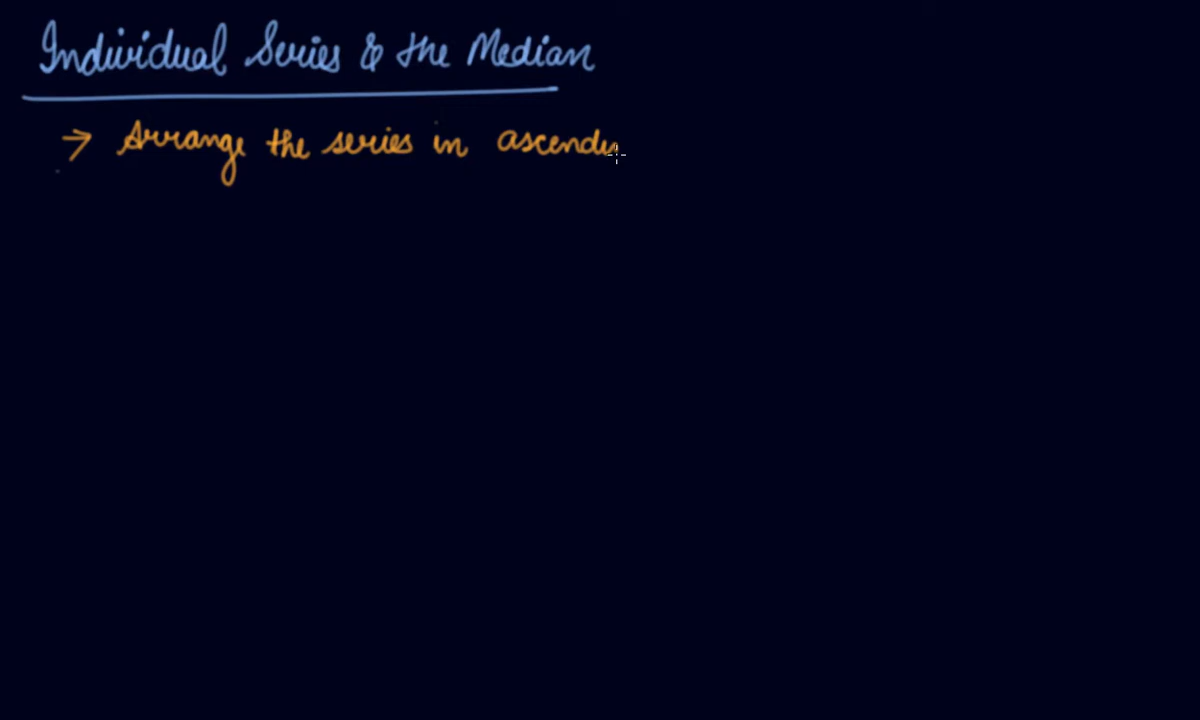 Individual Series & the Median
→ Arrange the series in ascendi